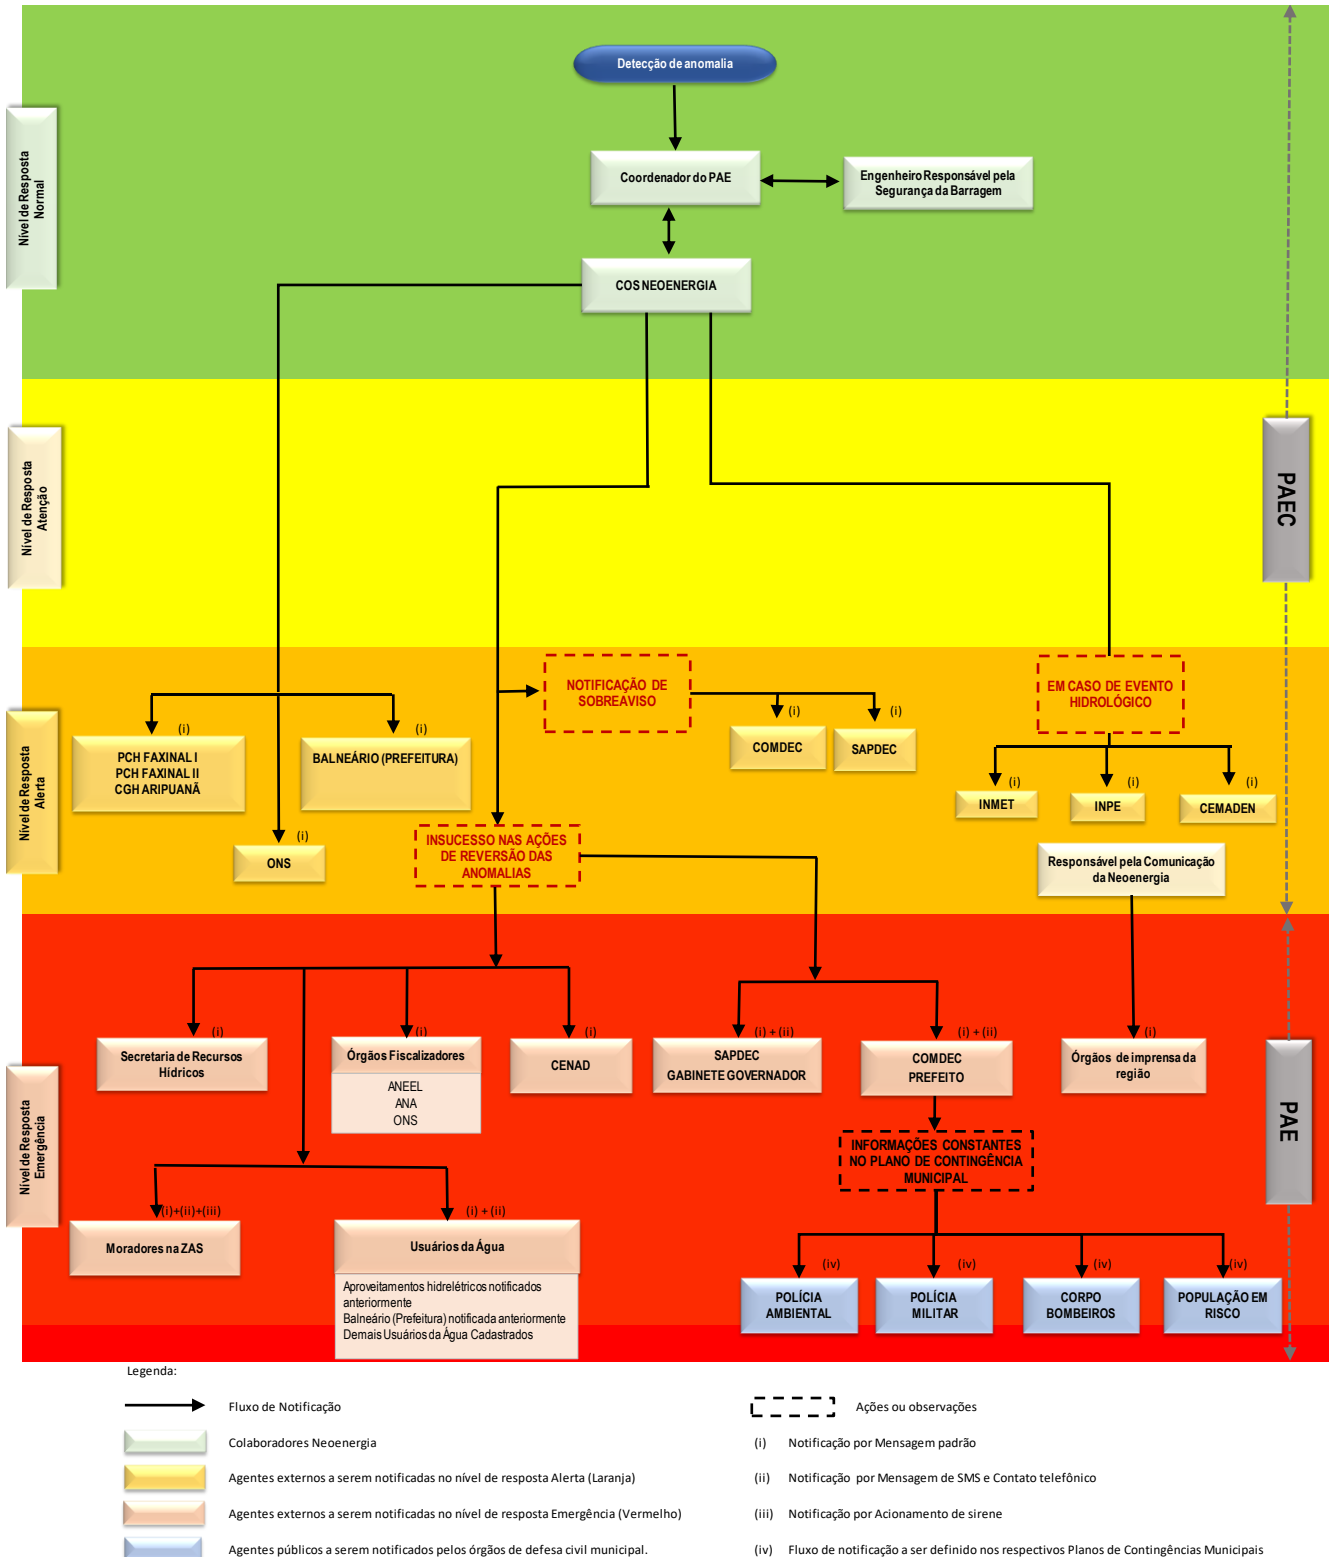 Detecção de anomalia
Nível de Resposta
Normal
Coordenador do PAE
Engenheiro Responsável pela
Segurança da Barragem
COS NEOENERGIA
Nível de Resposta
Atenção
PAEC
Nível de Resposta
Alerta
NOTIFICAÇÃO DE
SOBREAVISO
EM CASO DE EVENTO
HIDROLÓGICO
(i)
PCH FAXINAL I
PCH FAXINAL II
CGH ARIPUANÃ
(i)
BALNEÁRIO (PREFEITURA)
(i)
COMDEC
(i)
SAPDEC
(i)
INMET
(i)
INPE
(i)
CEMADEN
(i)
ONS
INSUCESSO NAS AÇÕES
DE REVERSÃO DAS
ANOMALIAS
Responsável pela Comunicação
da Neoenergia
Nível de Resposta
Emergência
PAE
(i)
Secretaria de Recursos
Hídricos
(i)
Órgãos Fiscalizadores
ANEEL
ANA
ONS
(i)
CENAD
(i) + (ii)
SAPDEC
GABINETE GOVERNADOR
(i) + (ii)
COMDEC
PREFEITO
(i)
Órgãos de imprensa da
região
INFORMAÇÕES CONSTANTES
NO PLANO DE CONTINGÊNCIA
MUNICIPAL
(i)+(ii)+(iii)
Moradores na ZAS
(i) + (ii)
Usuários da Água
Aproveitamentos hidrelétricos notificados
anteriormente
Balneário (Prefeitura) notificada anteriormente
Demais Usuários da Água Cadastrados
(iv)
POLÍCIA
AMBIENTAL
(iv)
POLÍCIA
MILITAR
(iv)
CORPO
BOMBEIROS
(iv)
POPULAÇÃO EM
RISCO
Legenda:
Fluxo de Notificação
Colaboradores Neoenergia
Agentes externos a serem notificadas no nível de resposta Alerta (Laranja)
Agentes externos a serem notificadas no nível de resposta Emergência (Vermelho)
Agentes públicos a serem notificados pelos órgãos de defesa civil municipal.
Ações ou observações
(i) Notificação por Mensagem padrão
(ii) Notificação por Mensagem de SMS e Contato telefônico
(iii) Notificação por Acionamento de sirene
(iv) Fluxo de notificação a ser definido nos respectivos Planos de Contingências Municipais